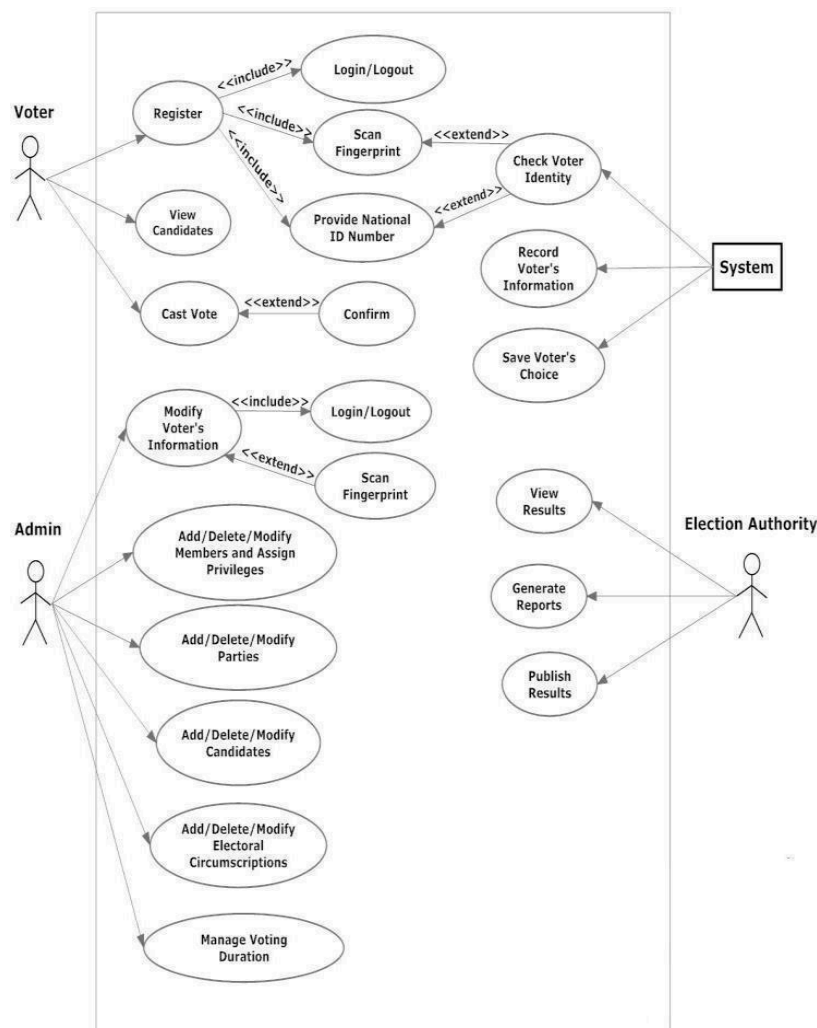 Voter
Register
<<include>>
Login/Logout
<<include>>
Scan
Fingerprint
<<include>>
Provide National
ID Number
<<extend>>
<<extend>>
Check Voter
Identity
View
Candidates
Cast Vote
<<extend>>
Confirm
Record
Voter's
Information
Save Voter's
Choice
System
Admin
Modify
Voter's
Information
<<include>>
Login/Logout
<<extend>>
Scan
Fingerprint
Add/Delete/Modify
Members and Assign
Privileges
Add/Delete/Modify
Parties
Add/Delete/Modify
Candidates
Add/Delete/Modify
Electoral
Circumscriptions
Manage Voting
Duration
Election Authority
View
Results
Generate
Reports
Publish
Results